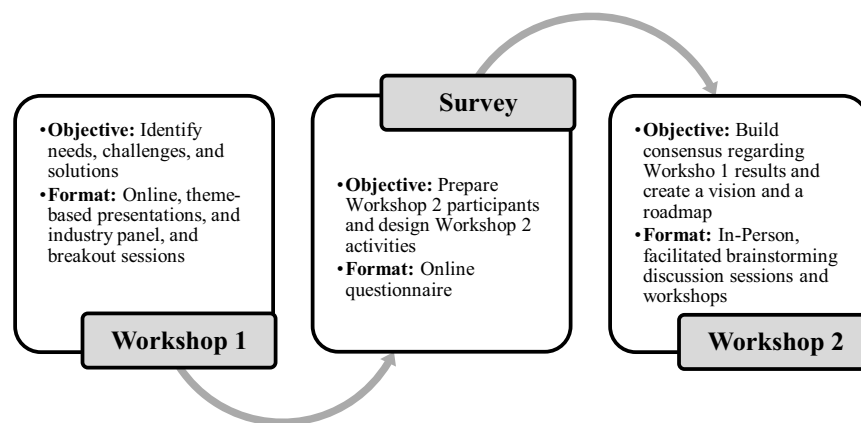 •Objective: Identify
needs, challenges, and
solutions
•Format: Online, theme-
based presentations, and
industry panel, and
breakout sessions
Workshop 1
Survey
•Objective: Prepare
Workshop 2 participants
and design Workshop 2
activities
•Format: Online
questionnaire
•Objective: Build
consensus regarding
Worksho 1 results and
create a vision and a
roadmap
•Format: In-Person,
facilitated brainstorming
discussion sessions and
workshops
Workshop 2